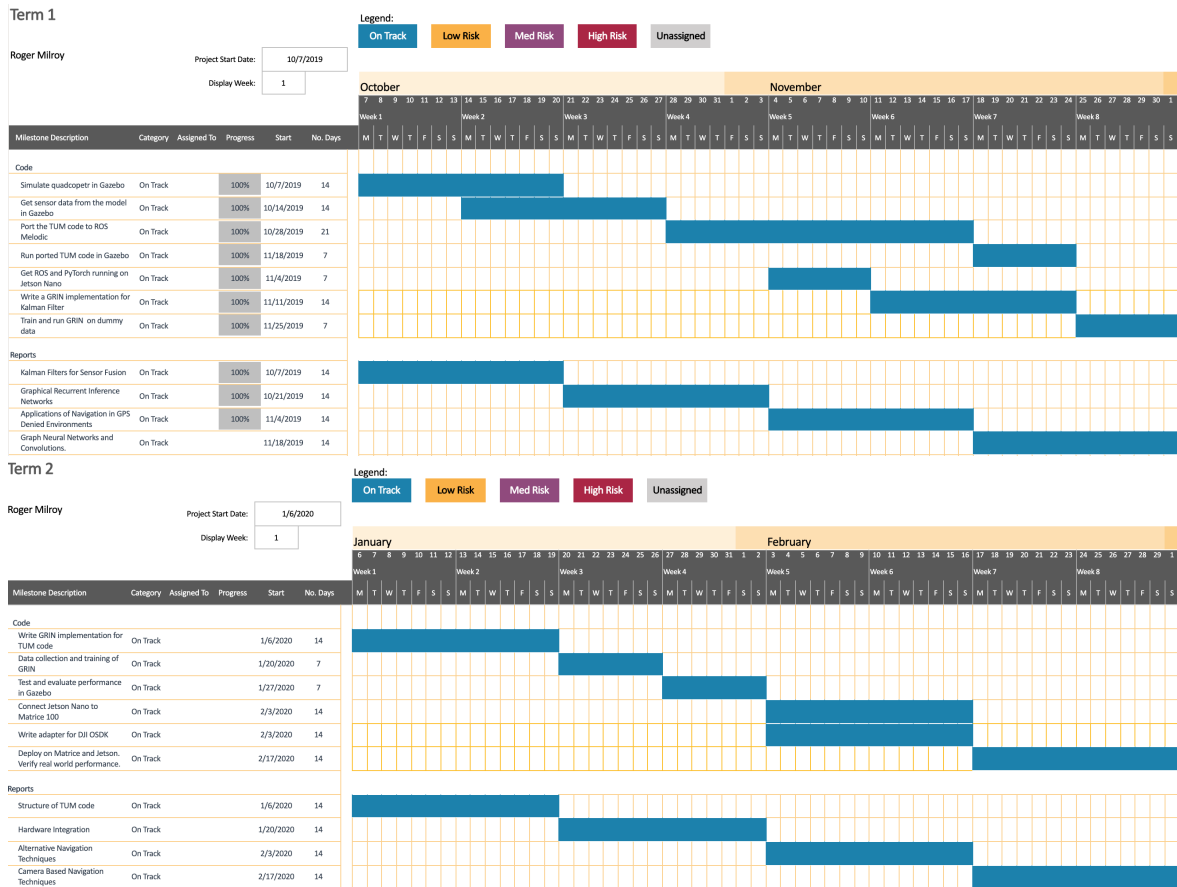 Term 1
Legend:
On Track Low Risk Med Risk High Risk Unassigned
Roger Milroy
Project Start Date: 10/7/2019
Display Week: 1
October November
7 8 9 10 11 12 13 14 15 16 17 18 19 20 21 22 23 24 25 26 27 28 29 30 31 1 2 3 4 5 6 7 8 9 10 11 12 13 14 15 16 17 18 19 20 21 22 23 24 25 26 27 28 29 30 1
Week 1 Week 2 Week 3 Week 4 Week 5 Week 6 Week 7 Week 8
Milestone Description Category Assigned To Progress Start No. Days M T W T F S S M T W T F S S M T W T F S S M T W T F S S M T W T F S S M T W T F S S M T W T F S S M T W T F S S
Code
Simulate quadcopetr in Gazebo On Track 100% 10/7/2019 14
Get sensor data from the model
in Gazebo On Track 100% 10/14/2019 14
Port the TUM code to ROS
Melodic On Track 100% 10/28/2019 21
Run ported TUM code in Gazebo On Track 100% 11/18/2019 7
Get ROS and PyTorch running on
Jetson Nano On Track 100% 11/4/2019 7
Write a GRIN implementation for
Kalman Filter On Track 100% 11/11/2019 14
Train and run GRIN on dummy
data On Track 100% 11/25/2019 7
Reports
Kalman Filters for Sensor Fusion On Track 100% 10/7/2019 14
Graphical Recurrent Inference
Networks On Track 100% 10/21/2019 14
Applications of Navigation in GPS
Denied Environments On Track 100% 11/4/2019 14
Graph Neural Networks and
Convolutions. On Track 11/18/2019 14
Term 2
Legend:
On Track Low Risk Med Risk High Risk Unassigned
Roger Milroy
Project Start Date: 1/6/2020
Display Week: 1
January February
6 7 8 9 10 11 12 13 14 15 16 17 18 19 20 21 22 23 24 25 26 27 28 29 30 31 1 2 3 4 5 6 7 8 9 10 11 12 13 14 15 16 17 18 19 20 21 22 23 24 25 26 27 28 29 1
Week 1 Week 2 Week 3 Week 4 Week 5 Week 6 Week 7 Week 8
Milestone Description Category Assigned To Progress Start No. Days M T W T F S S M T W T F S S M T W T F S S M T W T F S S M T W T F S S M T W T F S S M T W T F S S M T W T F S S
Code
Write GRIN implementation for
TUM code On Track 1/6/2020 14
Data collection and training of
GRIN On Track 1/20/2020 7
Test and evaluate performance
in Gazebo On Track 1/27/2020 7
Connect Jetson Nano to
Matrice 100 On Track 2/3/2020 14
Write adapter for DJI OSDK On Track 2/3/2020 14
Deploy on Matrice and Jetson.
Verify real world performance. On Track 2/17/2020 14
Reports
Structure of TUM code On Track 1/6/2020 14
Hardware Integration On Track 1/20/2020 14
Alternative Navigation
Techniques On Track 2/3/2020 14
Camera Based Navigation
Techniques On Track 2/17/2020 14